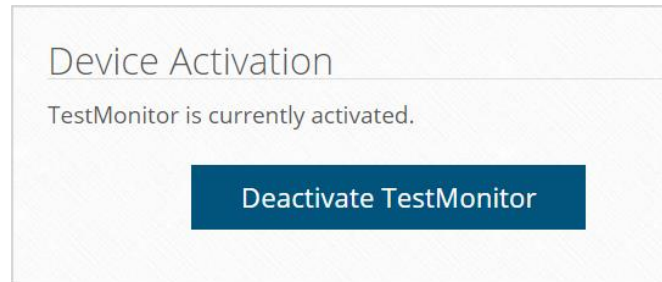 Device Activation
TestMonitor is currently activated.
Deactivate TestMonitor